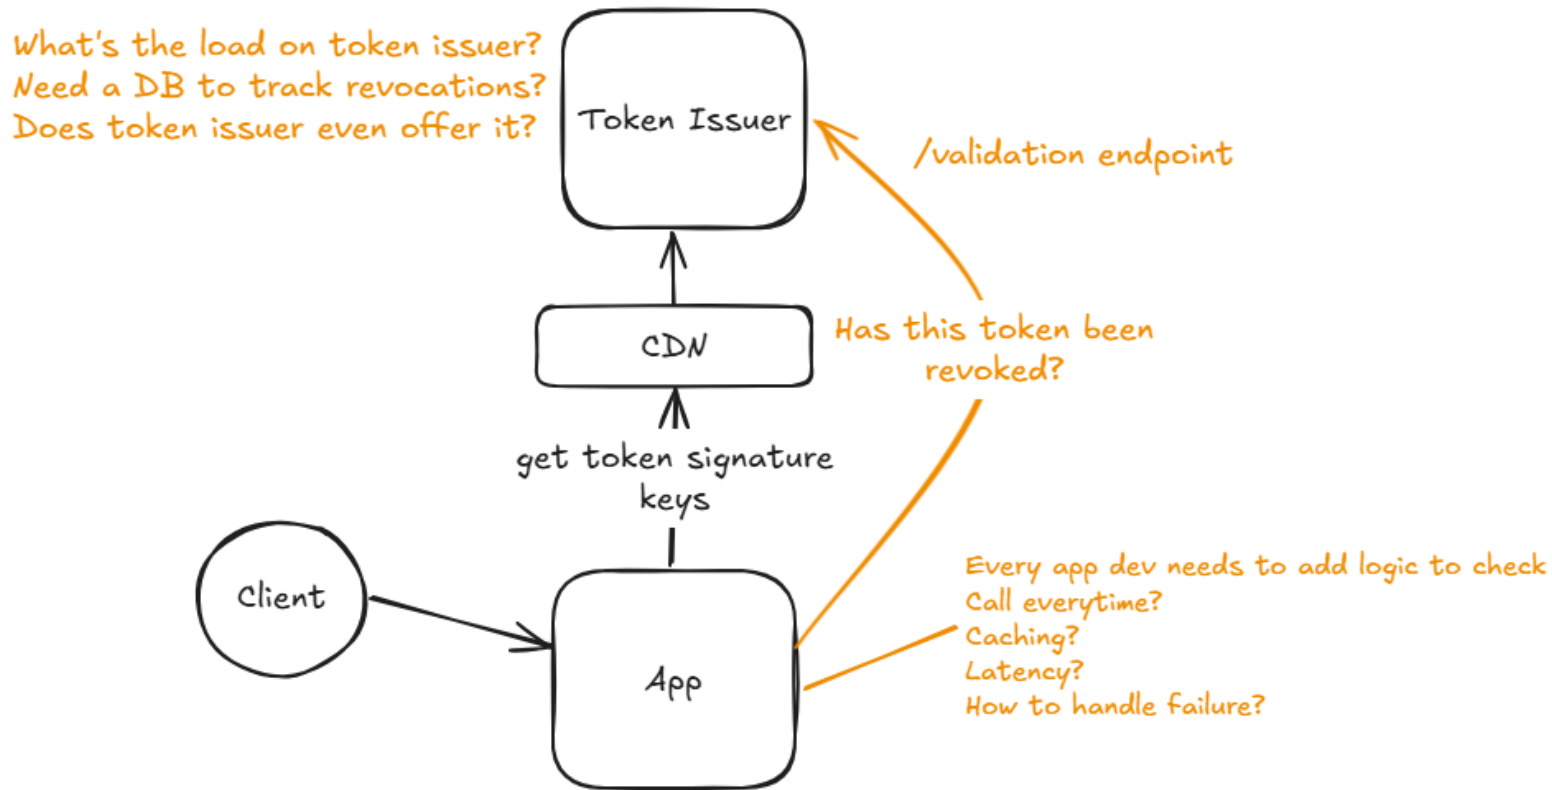 What's the load on token issuer?
Need a DB to track revocations?
Does token issuer even offer it?
Token Issuer
/validation endpoint
CDN
Has this token been
revoked?
get token signature
keys
Client
App
Every app dev needs to add logic to check
Call everytime?
Caching?
Latency?
How to handle failure?